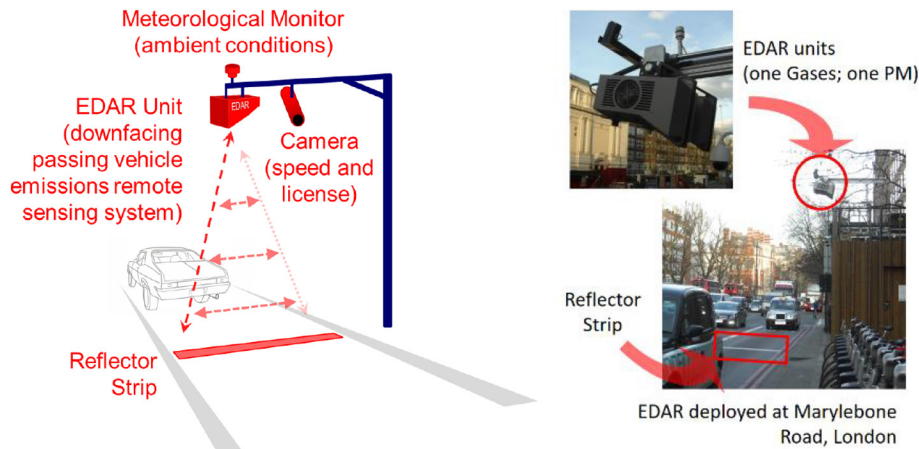 Meteorological Monitor
(ambient conditions)
EDAR
EDAR Unit
(downfacing
passing vehicle
emissions remote
sensing system)
Camera
(speed and
license)
Reflector
Strip
EDAR units
(one Gases; one PM)
Reflector
Strip
EDAR deployed at Marylebone
Road, London